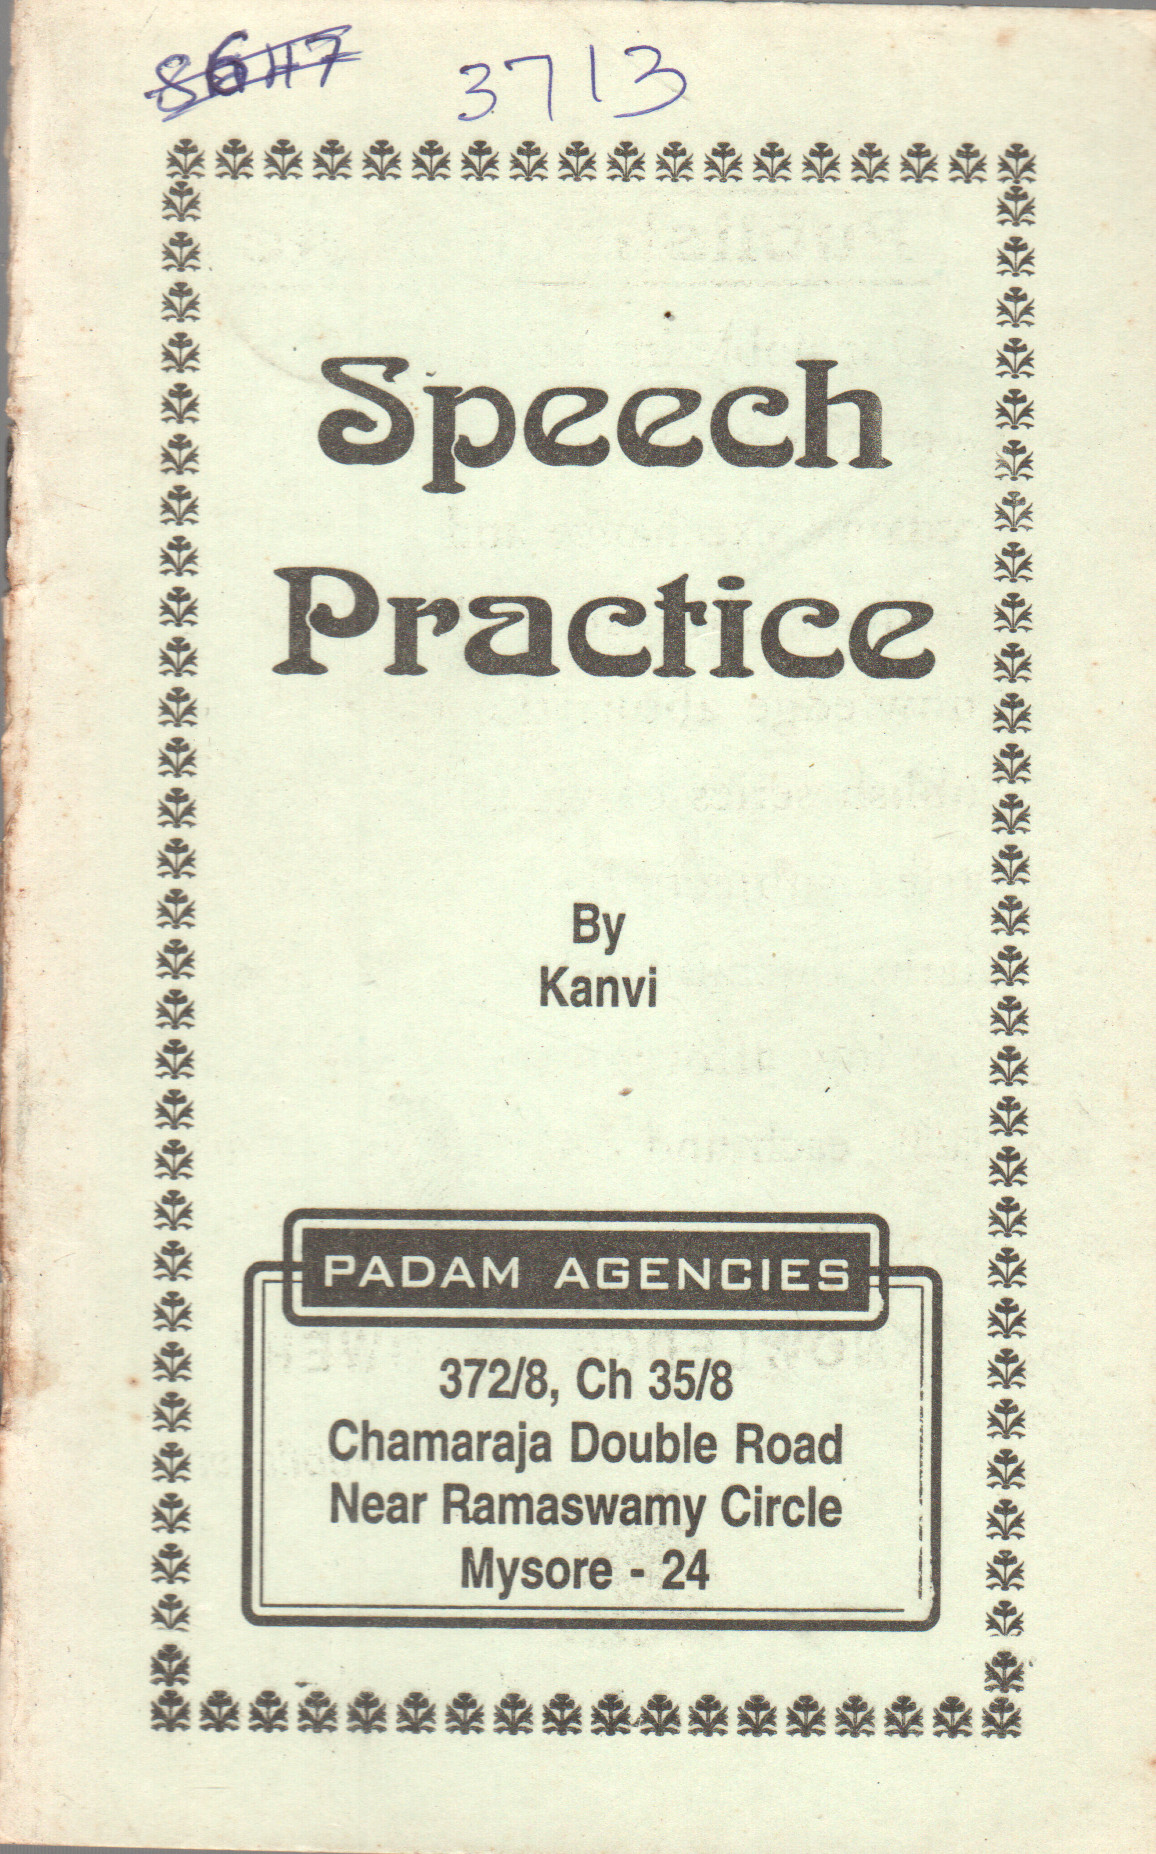 3713
Speech
Practice
By
Kanvi
PADAM AGENCIES
372/8, Ch 35/8
Chamaraja Double Road
Near Ramaswamy Circle
Mysore - 24